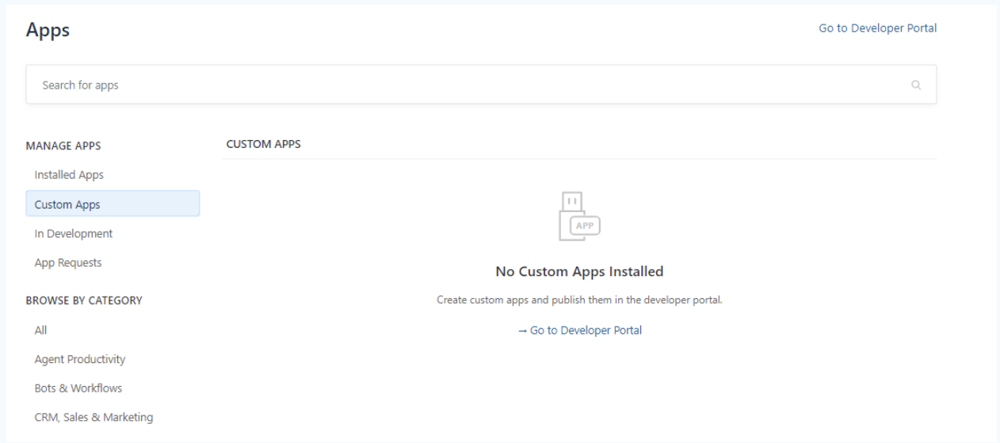 Apps
Go to Developer Portal
Search for apps
MANAGE APPS
Installed Apps
Custom Apps
In Development
App Requests
BROWSE BY CATEGORY
All
Agent Productivity
Bots & Workflows
CRM, Sales & Marketing
CUSTOM APPS
APP
No Custom Apps Installed
Create custom apps and publish them in the developer portal.
→ Go to Developer Portal